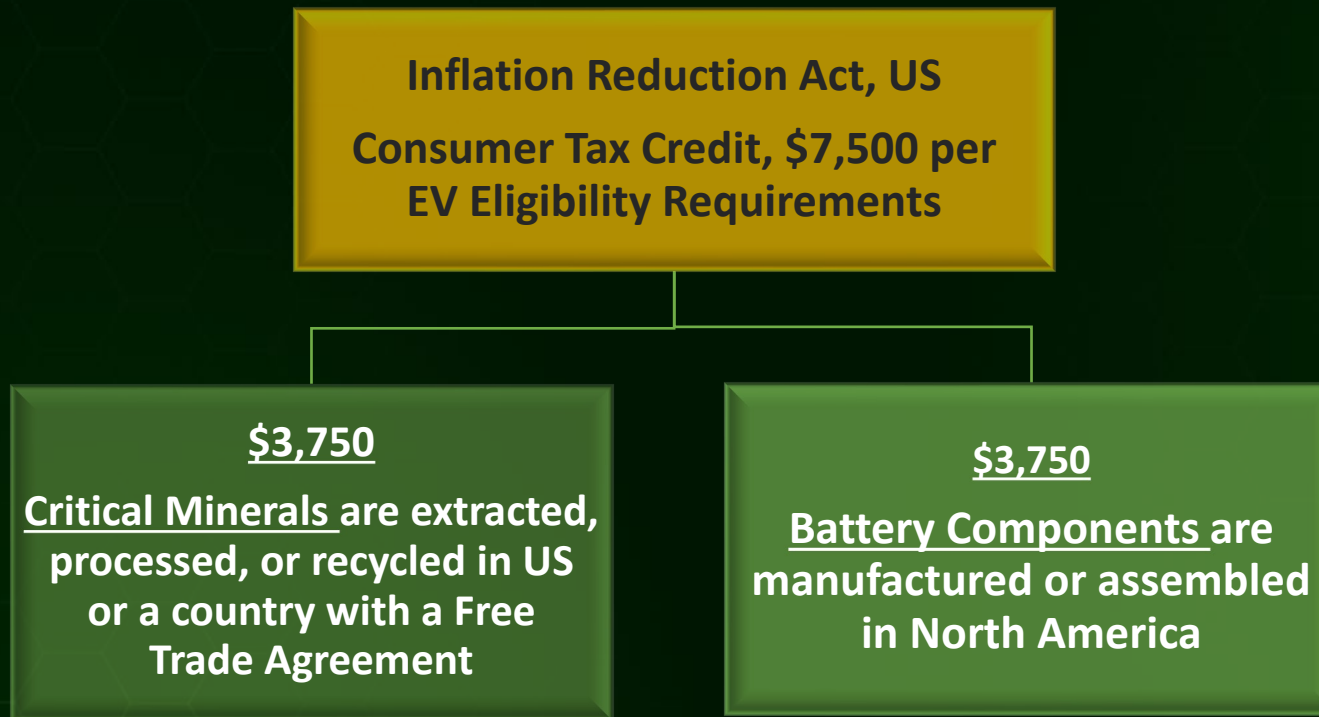 Inflation Reduction Act, US
Consumer Tax Credit, $7,500 per
EV Eligibility Requirements
$3,750
Critical Minerals are extracted,
processed, or recycled in US
or a country with a Free
Trade Agreement
$3,750
Battery Components are
manufactured or assembled
in North America